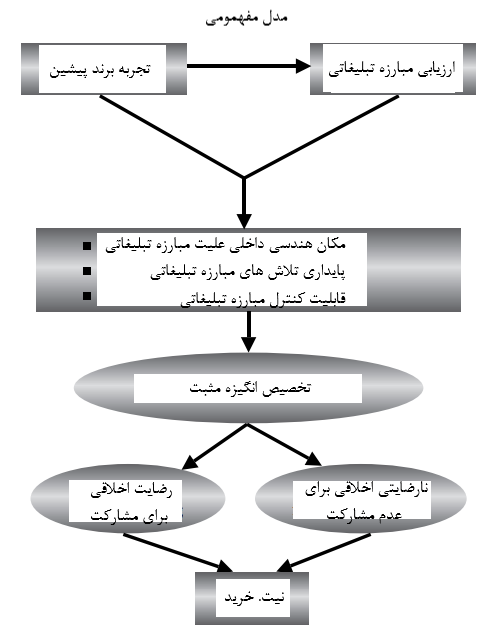 مدل مفهمومی
ارزیابی مبارزه تبلیغاتی
تجربه برند پیشین
مکان هندسی داخلی علیت مبارزه تبلیغاتی
پایداری تلاش های مبارزه تبلیغاتی
قابلیت کنترل مبارزه تبلیغاتی
تخصیص انگیزه مثبت
نارضایتی اخلاقی برای
عدم مشارکت
رضایت اخلاقی
برای مشارکت
نیت. خرید